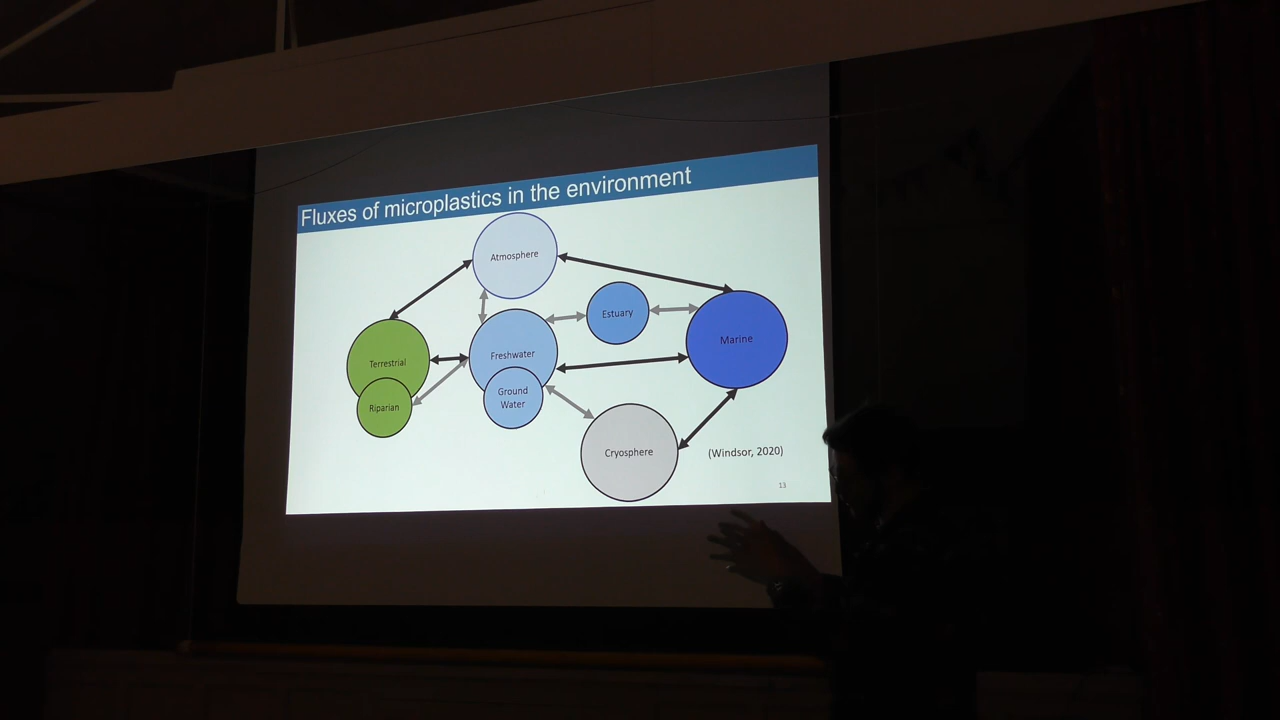 Fluxes of microplastics in the environment
Atmosphere
Estuary
Marine
Terrestrial
Freshwater
Riparian
Ground
Water
Cryosphere
(Windsor, 2020)
13